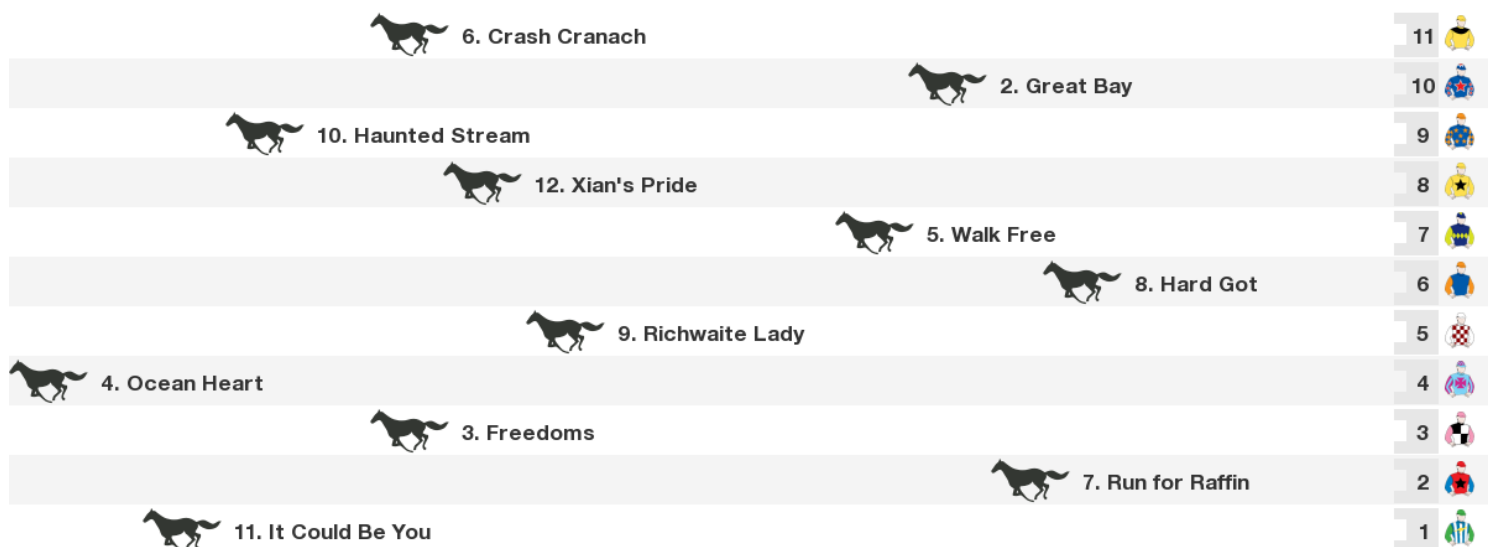 6. Crash Cranach 11
2. Great Bay 10
10. Haunted Stream 9
12. Xian's Pride 8
5. Walk Free 7
8. Hard Got 6
9. Richwaite Lady 5
4. Ocean Heart 4
3. Freedoms 3
7. Run for Raffin 2
11. It Could Be You 1